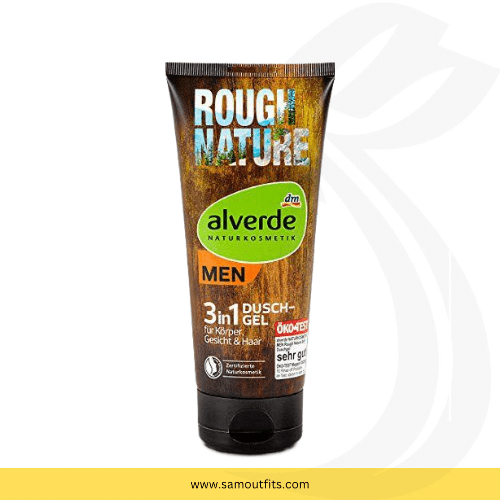 ROUGH
NATURE
dm
alverde
NATURKOSMETIK
MEN
3in1 DUSCH-
GEL
für Körper,
Gesicht & Haar
Zertifizierte
Naturkosmetik
ÖKO-TEST
sehr gut
www.samoutfits.com